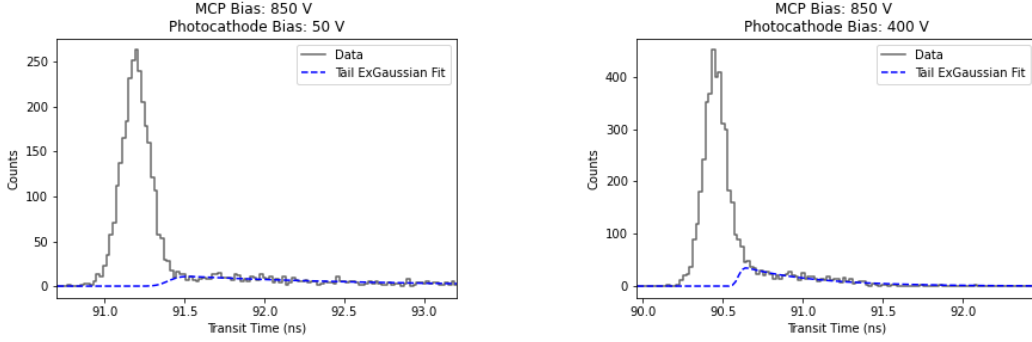 MCP Bias: 850 V
Photocathode Bias: 50 V
Data
Tail ExGaussian Fit
250
200
150
100
50
0
Counts
91.0 91.5 92.0 92.5 93.0
Transit Time (ns)
MCP Bias: 850 V
Photocathode Bias: 400 V
Data
Tail ExGaussian Fit
400
300
200
100
0
Counts
90.0 90.5 91.0 91.5 92.0
Transit Time (ns)